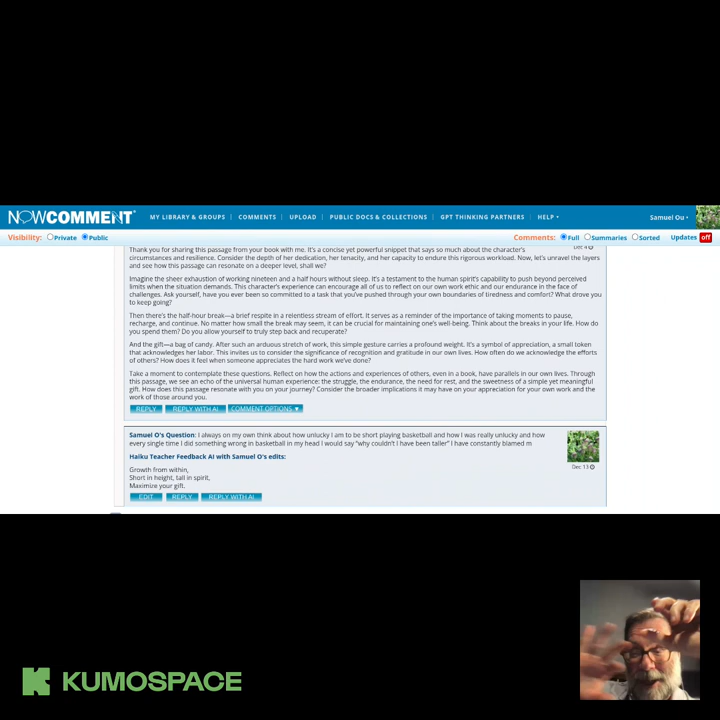 NOWCOMMENT
MY LIBRARY & GROUPS | COMMENTS | UPLOAD | PUBLIC DOCS & COLLECTIONS | GPT THINKING PARTNERS | HELP
Samuel Ou
Visibility: Private Public
Comments: Full Summaries Sorted Updates off
Dec 4
Thank you for sharing this passage from your book with me. It's a concise yet powerful snippet that says so much about the character's
circumstances and resilience. Consider the depth of her dedication, her tenacity, and her capacity to endure this rigorous workload. Now, let's unravel the layers
and see how this passage can resonate on a deeper level, shall we?
Imagine the sheer exhaustion of working nineteen and a half hours without sleep. It's a testament to the human spirit's capability to push beyond perceived
limits when the situation demands. This character's experience can encourage all of us to reflect on our own work ethic and our endurance in the face of
challenges. Ask yourself, have you ever been so committed to a task that you've pushed through your own boundaries of tiredness and comfort? What drove you
to keep going?
Then there's the half-hour break—a brief respite in a relentless stream of effort. It serves as a reminder of the importance of taking moments to pause,
recharge, and continue. No matter how small the break may seem, it can be crucial for maintaining one's well-being. Think about the breaks in your life. How do
you spend them? Do you allow yourself to truly step back and recuperate?
And the gift—a bag of candy. After such an arduous stretch of work, this simple gesture carries a profound weight. It's a symbol of appreciation, a small token
that acknowledges her labor. This invites us to consider the significance of recognition and gratitude in our own lives. How often do we acknowledge the efforts
of others? How does it feel when someone appreciates the hard work we've done?
Take a moment to contemplate these questions. Reflect on how the actions and experiences of others, even in a book, have parallels in our own lives. Through
this passage, we see an echo of the universal human experience: the struggle, the endurance, the need for rest, and the sweetness of a simple yet meaningful
gift. How does this passage resonate with you on your journey? Consider the broader implications it may have on your appreciation for your own work and the
work of those around you.
REPLY REPLY WITH AI COMMENT OPTIONS ▼
Samuel O's Question: I always on my own think about how unlucky I am to be short playing basketball and how I was really unlucky and how
every single time I did something wrong in basketball in my head I would say "why couldn't I have been taller" I have constantly blamed m
Haiku Teacher Feedback AI with Samuel O's edits:
Dec 13
Growth from within,
Short in height, tall in spirit,
Maximize your gift.
EDIT REPLY REPLY WITH AI
KUMOSPACE